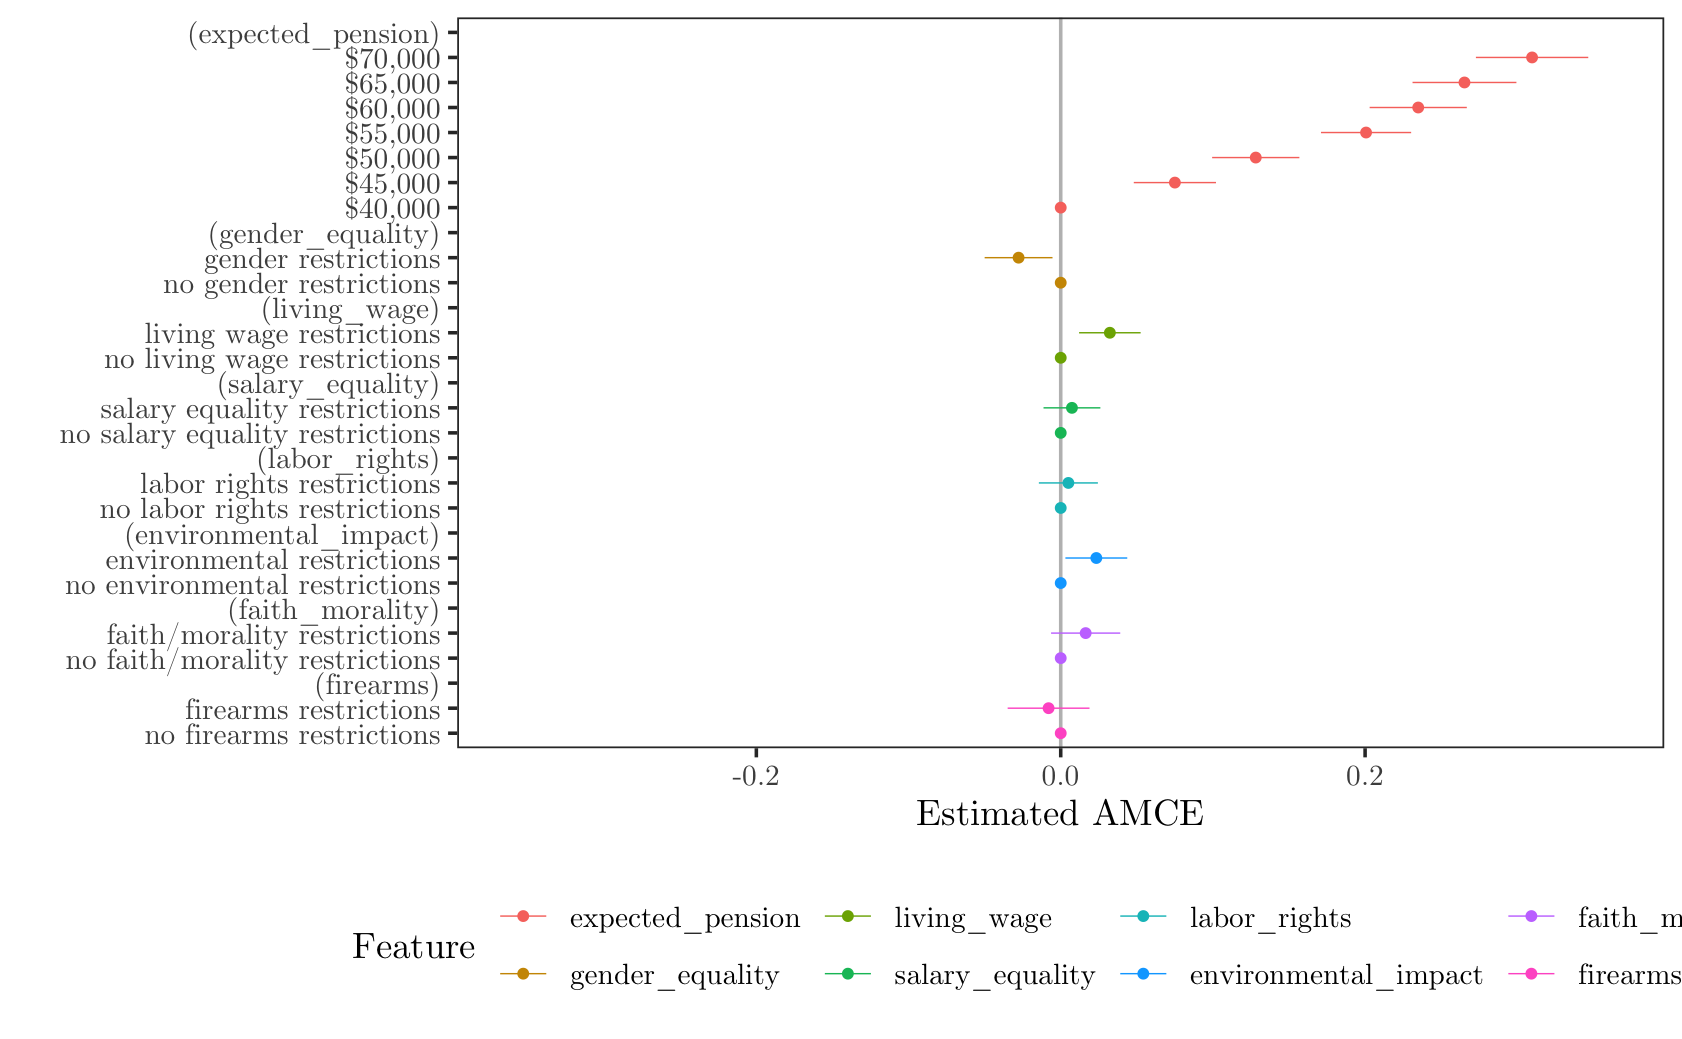 (expected_pension)
$70,000
$65,000
$60,000
$55,000
$50,000
$45,000
$40,000
(gender_equality)
gender restrictions
no gender restrictions
(living_wage)
living wage restrictions
no living wage restrictions
(salary_equality)
salary equality restrictions
no salary equality restrictions
(labor_rights)
labor rights restrictions
no labor rights restrictions
(environmental_impact)
environmental restrictions
no environmental restrictions
(faith_morality)
faith/morality restrictions
no faith/morality restrictions
(firearms)
firearms restrictions
no firearms restrictions
-0.2 0.0 0.2
Estimated AMCE
Feature
expected_pension living_wage labor_rights faith_m
gender_equality salary_equality environmental_impact firearms